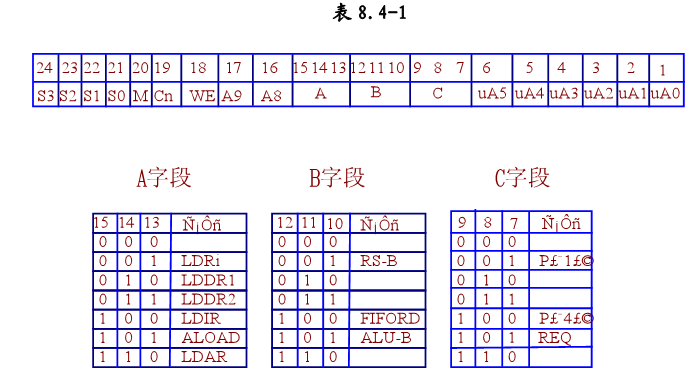 表 8.4-1
24 23 22 21 20 19 18 17 16 15 14 13 12 11 10 9 8 7 6 5 4 3 2 1
S3 S2 S1 S0 M Cn WE A9 A8 A B C uA5 uA4 uA3 uA2 uA1 uA0
A字段 B字段 C字段
15 14 13 Ñ¡Ôñ 12 11 10 Ñ¡Ôñ 9 8 7 Ñ¡Ôñ
0 0 0 0 0 0 0 0 0
0 0 1 LDRi 0 0 1 RS-B 0 0 1 P£¨1£©
0 1 0 LDDR1 0 1 0 0 1 0
0 1 1 LDDR2 0 1 1 0 1 1
1 0 0 LDIR 1 0 0 FIFORD 1 0 0 P£¨4£©
1 0 1 ALOAD 1 0 1 ALU-B 1 0 1 REQ
1 1 0 LDAR 1 1 0 1 1 0